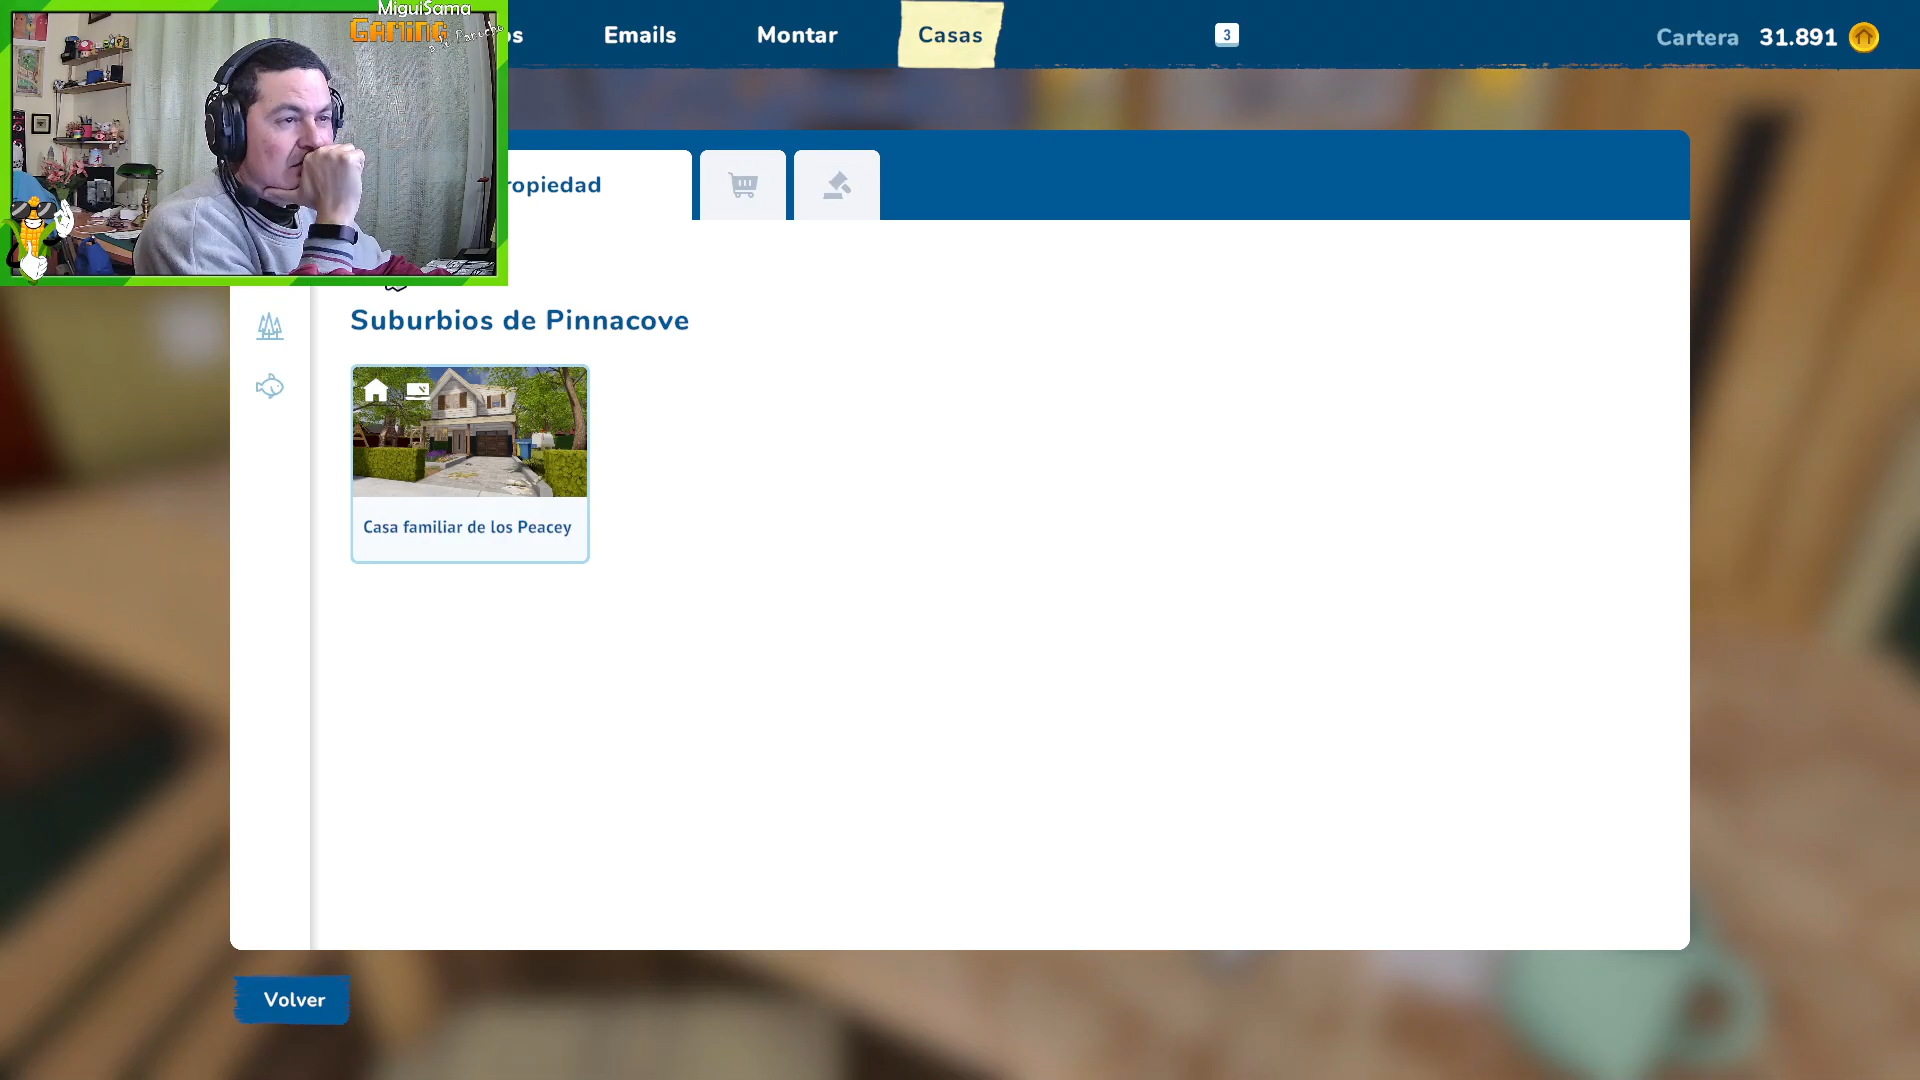 MiguiSama
GAMING
os
Emails
Montar
Casas
3
Cartera 31.891
ropiedad
Suburbios de Pinnacove
Casa familiar de los Peacey
Volver